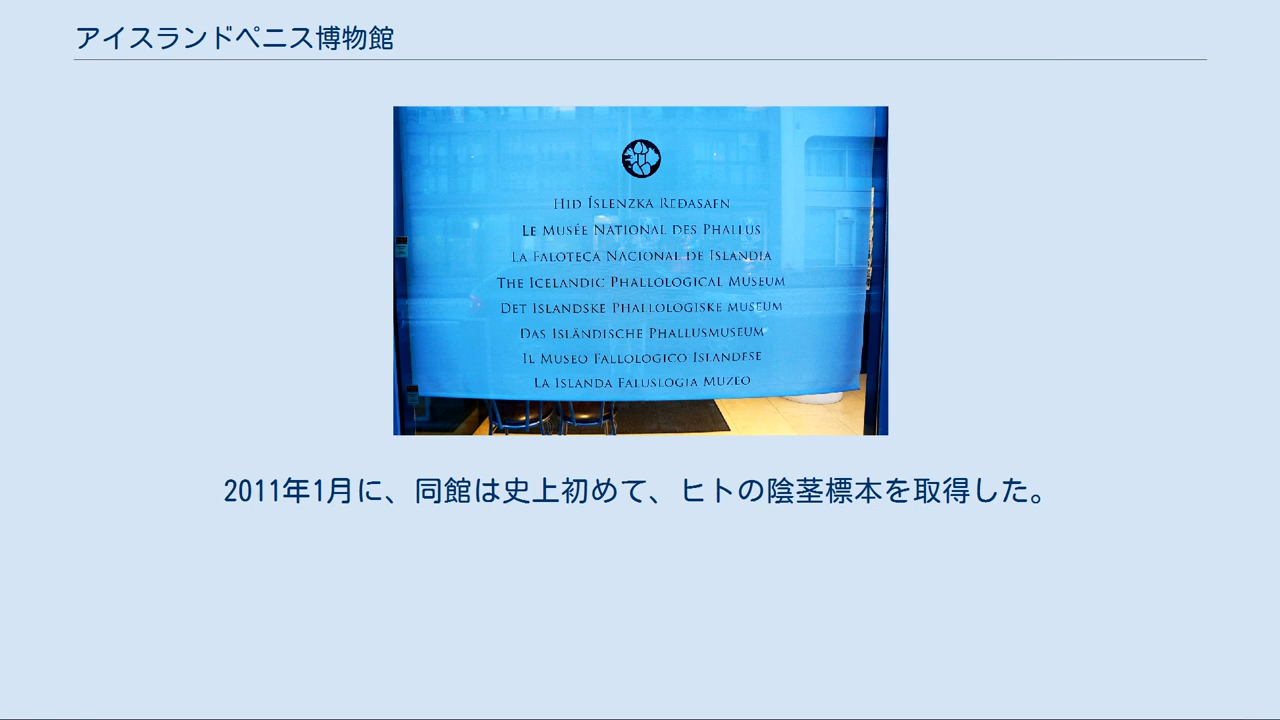 アイスランドペニス博物館
HID ÍSLENZKA REDASAFN
LE MUSÉE NATIONAL DES PHALLUS
LA FALOTECA NACIONAL DE ISLANDIA
THE ICELANDIC PHALLOLOGICAL MUSEUM
DET ISLANDSKE PHALLOLOGISKE MUSEUM
DAS ISLÄNDISCHE PHALLUSMUSEUM
IL MUSEO FALLOLOGICO ISLANDESE
LA ISLANDA FALUSLOGIA MUZEO
2011年1月に、同館は史上初めて、ヒトの陰茎標本を取得した。